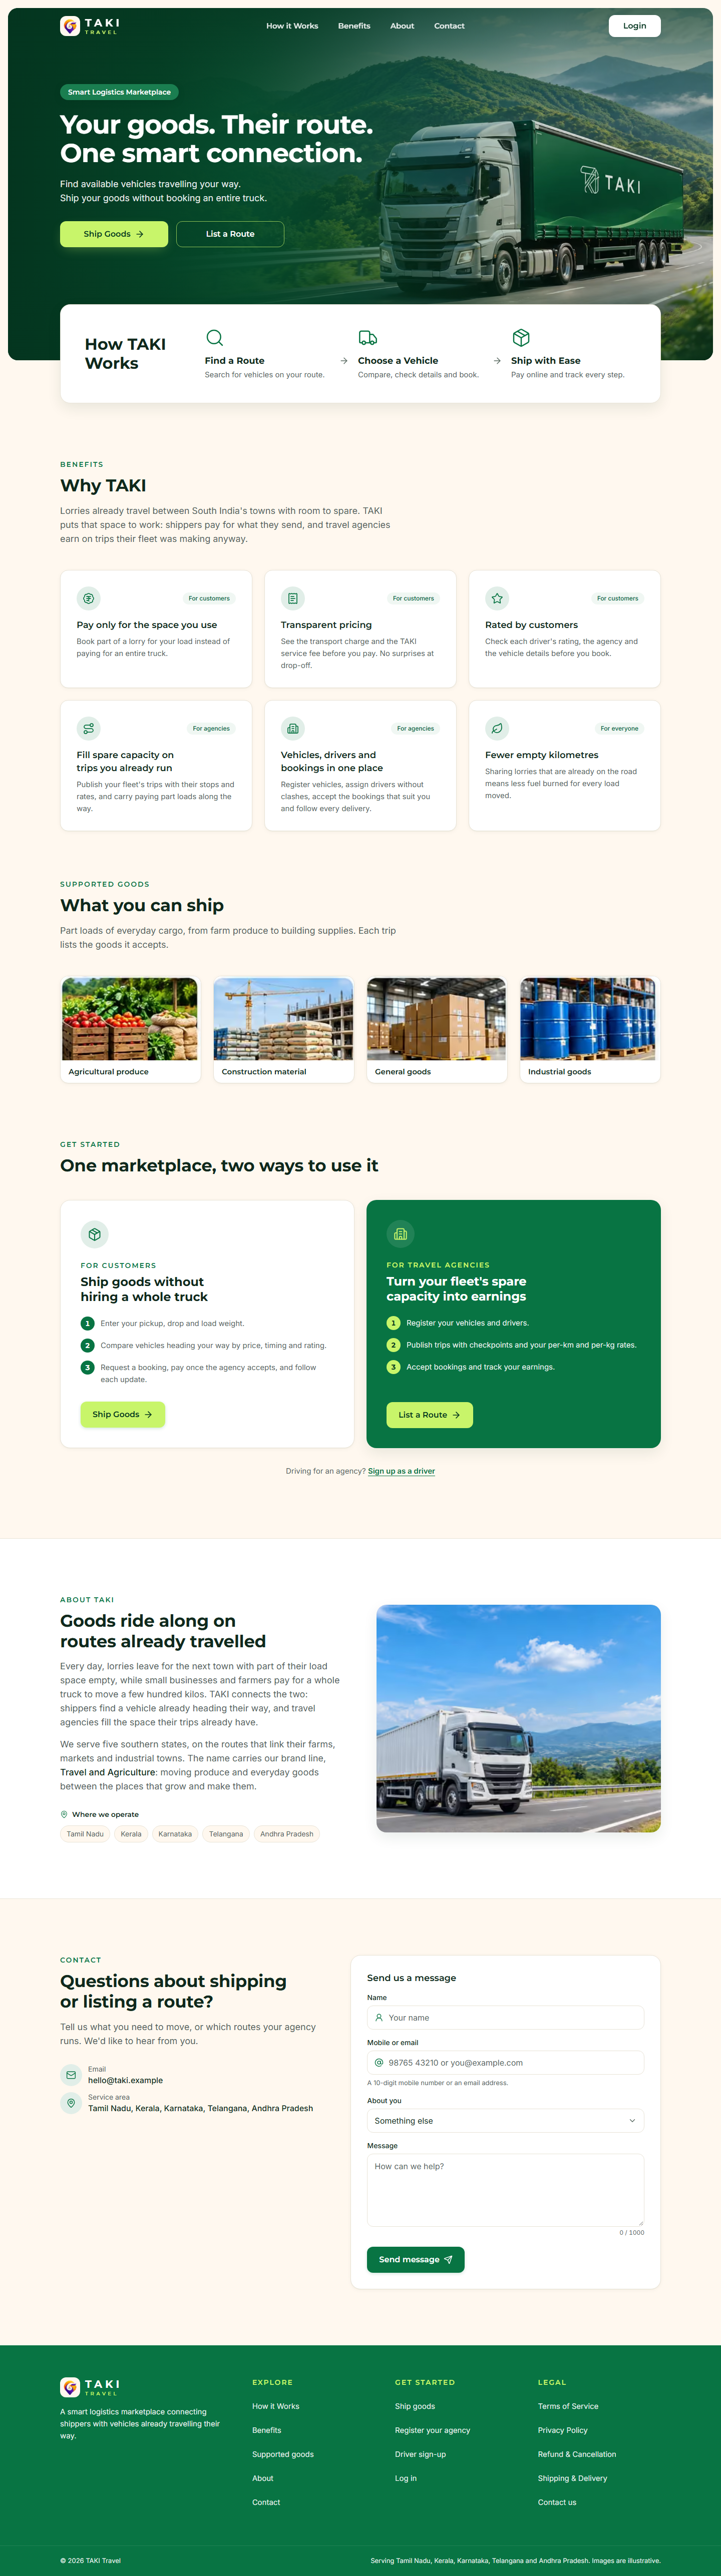 TAKI
TRAVEL
How it Works
Benefits
About
Contact
Login
Smart Logistics Marketplace
Your goods. Their route.
One smart connection.
Find available vehicles travelling your way.
Ship your goods without booking an entire truck.
Ship Goods
List a Route
TAKI
How TAKI
Works
Find a Route
Search for vehicles on your route.
Choose a Vehicle
Compare, check details and book.
Ship with Ease
Pay online and track every step.
BENEFITS
Why TAKI
Lorries already travel between South India's towns with room to spare. TAKI
puts that space to work: shippers pay for what they send, and travel agencies
earn on trips their fleet was making anyway.
For customers
Pay only for the space you use
Book part of a lorry for your load instead of
paying for an entire truck.
For customers
Transparent pricing
See the transport charge and the TAKI
service fee before you pay. No surprises at
drop-off.
For customers
Rated by customers
Check each driver's rating, the agency and
the vehicle details before you book.
For agencies
Fill spare capacity on
trips you already run
Publish your fleet's trips with their stops and
rates, and carry paying part loads along the
way.
For agencies
Vehicles, drivers and
bookings in one place
Register vehicles, assign drivers without
clashes, accept the bookings that suit you
and follow every delivery.
For everyone
Fewer empty kilometres
Sharing lorries that are already on the road
means less fuel burned for every load
moved.
SUPPORTED GOODS
What you can ship
Part loads of everyday cargo, from farm produce to building supplies. Each trip
lists the goods it accepts.
Agricultural produce
Construction material
General goods
Industrial goods
GET STARTED
One marketplace, two ways to use it
FOR CUSTOMERS
Ship goods without
hiring a whole truck
1 Enter your pickup, drop and load weight.
2 Compare vehicles heading your way by price, timing and rating.
3 Request a booking, pay once the agency accepts, and follow
each update.
Ship Goods
FOR TRAVEL AGENCIES
Turn your fleet's spare
capacity into earnings
1 Register your vehicles and drivers.
2 Publish trips with checkpoints and your per-km and per-kg rates.
3 Accept bookings and track your earnings.
List a Route
Driving for an agency? Sign up as a driver
ABOUT TAKI
Goods ride along on
routes already travelled
Every day, lorries leave for the next town with part of their load
space empty, while small businesses and farmers pay for a whole
truck to move a few hundred kilos. TAKI connects the two:
shippers find a vehicle already heading their way, and travel
agencies fill the space their trips already have.
We serve five southern states, on the routes that link their farms,
markets and industrial towns. The name carries our brand line,
Travel and Agriculture: moving produce and everyday goods
between the places that grow and make them.
Where we operate
Tamil Nadu
Kerala
Karnataka
Telangana
Andhra Pradesh
CONTACT
Questions about shipping
or listing a route?
Tell us what you need to move, or which routes your agency
runs. We'd like to hear from you.
Email
hello@taki.example
Service area
Tamil Nadu, Kerala, Karnataka, Telangana, Andhra Pradesh
Send us a message
Name
Your name
Mobile or email
98765 43210 or you@example.com
A 10-digit mobile number or an email address.
About you
Something else
Message
How can we help?
0 / 1000
Send message
TAKI
TRAVEL
A smart logistics marketplace connecting
shippers with vehicles already travelling their
way.
EXPLORE
How it Works
Benefits
Supported goods
About
Contact
GET STARTED
Ship goods
Register your agency
Driver sign-up
Log in
LEGAL
Terms of Service
Privacy Policy
Refund & Cancellation
Shipping & Delivery
Contact us
© 2026 TAKI Travel
Serving Tamil Nadu, Kerala, Karnataka, Telangana and Andhra Pradesh. Images are illustrative.